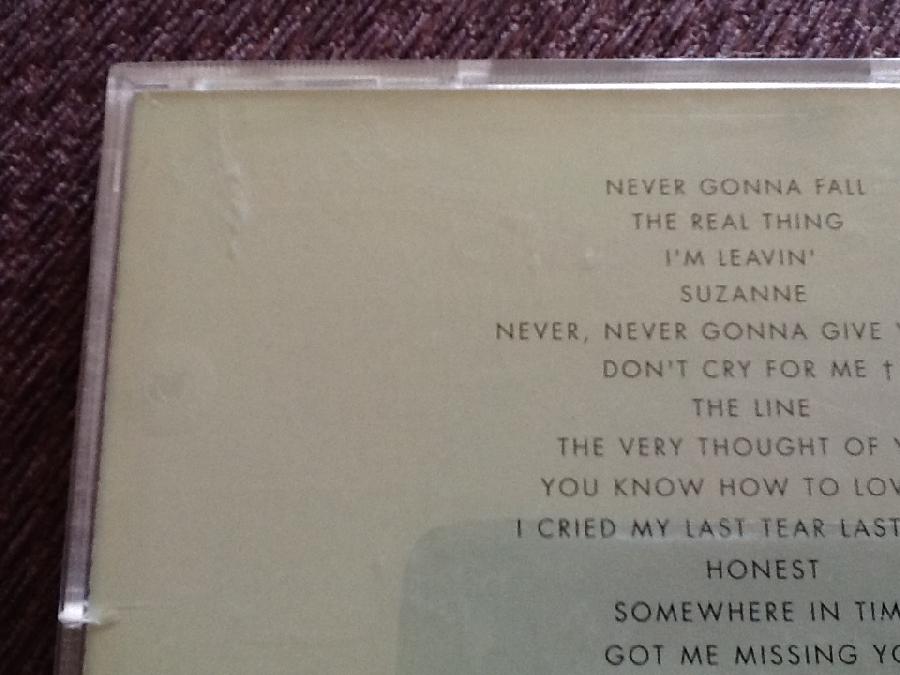 NEVER GONNA FALL
THE REAL THING
I'M LEAVIN'
SUZANNE
NEVER, NEVER GONNA GIVE
DON'T CRY FOR ME †
THE LINE
THE VERY THOUGHT OF
YOU KNOW HOW TO
I CRIED MY LAST TEAR LAST
HONEST
SOMEWHERE IN
GOT ME MISSING